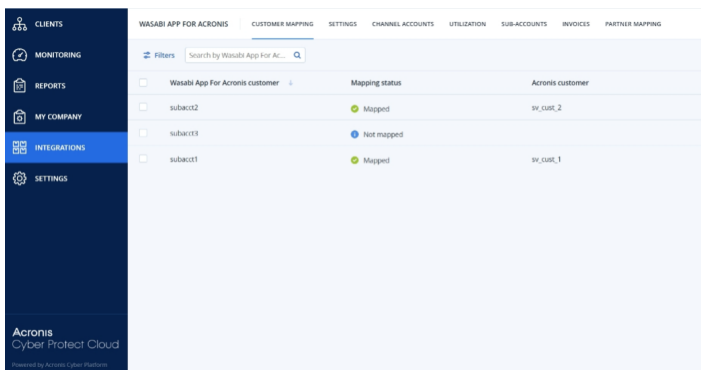 CLIENTS
MONITORING
REPORTS
MY COMPANY
INTEGRATIONS
SETTINGS
Acronis
Cyber Protect Cloud
Powered by Acronis Cyber Platform
WASABI APP FOR ACRONIS CUSTOMER MAPPING SETTINGS CHANNEL ACCOUNTS UTILIZATION SUB-ACCOUNTS INVOICES PARTNER MAPPING
Filters Search by Wasabi App For Ac...
Wasabi App For Acronis customer Mapping status Acronis customer
subacct2 Mapped sv_cust_2
Not mapped
subacct1 Mapped sv_cust_1